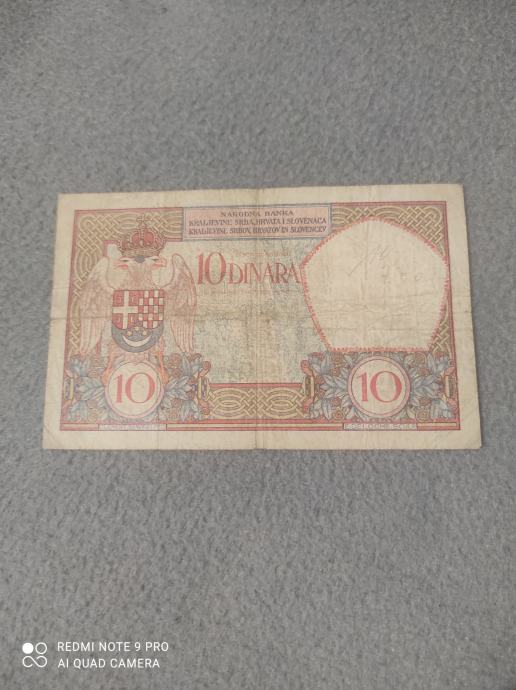 NARODNA BANKA
KRALJEVINE SRBA, HRVATA I SLOVENACA
KRALJEVINE SRBOV, HRVATOV IN SLOVENCEV
10 DINARA
10
10
REDMI NOTE 9 PRO
AI QUAD CAMERA